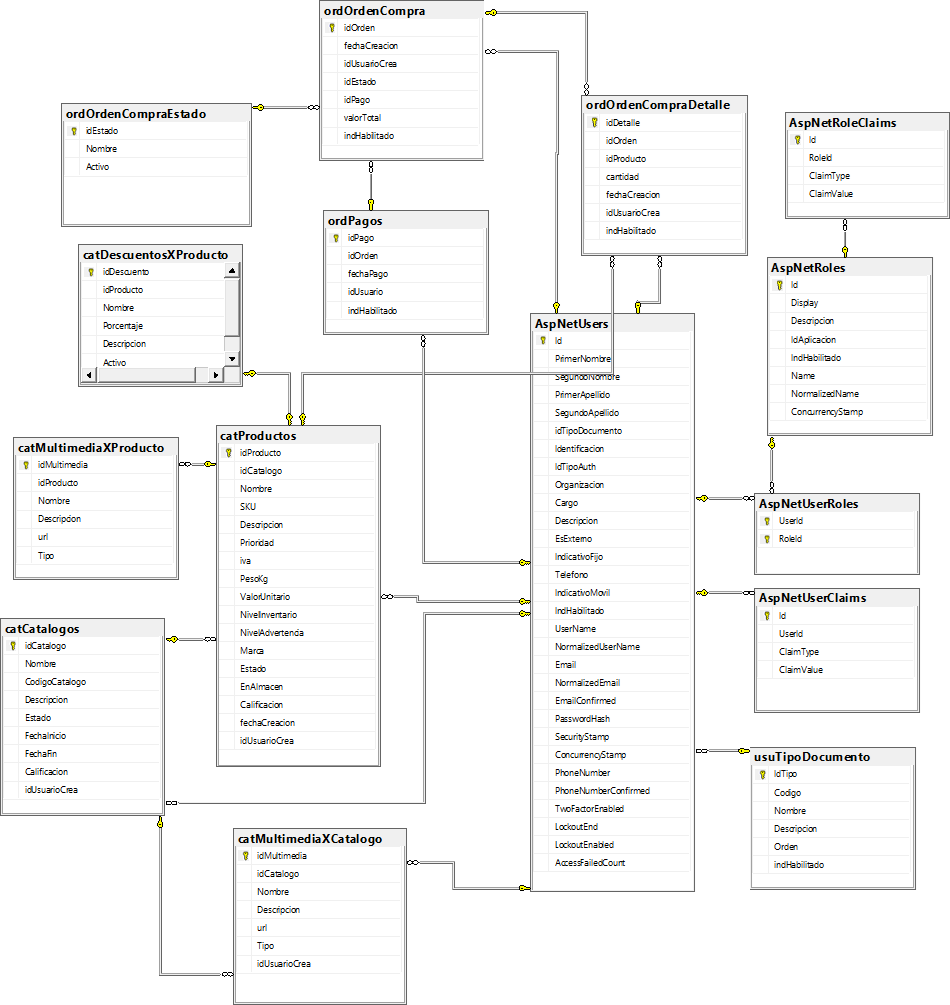 ordOrdenCompra
idOrden
fechaCreacion
idUsuarioCrea
idEstado
idPago
valorTotal
indHabilitado
ordOrdenCompraEstado
idEstado
Nombre
Activo
ordOrdenCompraDetalle
idDetalle
idOrden
idProducto
cantidad
fechaCreacion
idUsuarioCrea
indHabilitado
AspNetRoleClaims
Id
RoleId
ClaimType
ClaimValue
ordPagos
idPago
idOrden
fechaPago
idUsuario
indHabilitado
catDescuentosXProducto
idDescuento
idProducto
Nombre
Porcentaje
Descripcion
Activo
AspNetRoles
Id
Display
Descripcion
IdAplicacion
IndHabilitado
Name
NormalizedName
ConcurrencyStamp
AspNetUsers
Id
PrimerNombre
SegundoNombre
PrimerApellido
SegundoApellido
idTipoDocumento
Identificacion
IdTipoAuth
Organizacion
Cargo
Descripcion
EsExterno
IndicativoFijo
Telefono
IndicativoMovil
IndHabilitado
UserName
NormalizedUserName
Email
NormalizedEmail
EmailConfirmed
PasswordHash
SecurityStamp
ConcurrencyStamp
PhoneNumber
PhoneNumberConfirmed
TwoFactorEnabled
LockoutEnd
LockoutEnabled
AccessFailedCount
catMultimediaXProducto
idMultimedia
idProducto
Nombre
Descripcion
url
Tipo
catProductos
idProducto
idCatalogo
Nombre
SKU
Descripcion
Prioridad
iva
PesoKg
ValorUnitario
NivelInventario
NivelAdvertencia
Marca
Estado
EnAlmacen
Calificacion
fechaCreacion
idUsuarioCrea
AspNetUserRoles
UserId
RoleId
AspNetUserClaims
Id
UserId
ClaimType
ClaimValue
catCatalogos
idCatalogo
Nombre
CodigoCatalogo
Descripcion
Estado
FechaInicio
FechaFin
Calificacion
idUsuarioCrea
usuTipoDocumento
IdTipo
Codigo
Nombre
Descripcion
Orden
indHabilitado
catMultimediaXCatalogo
idMultimedia
idCatalogo
Nombre
Descripcion
url
Tipo
idUsuarioCrea